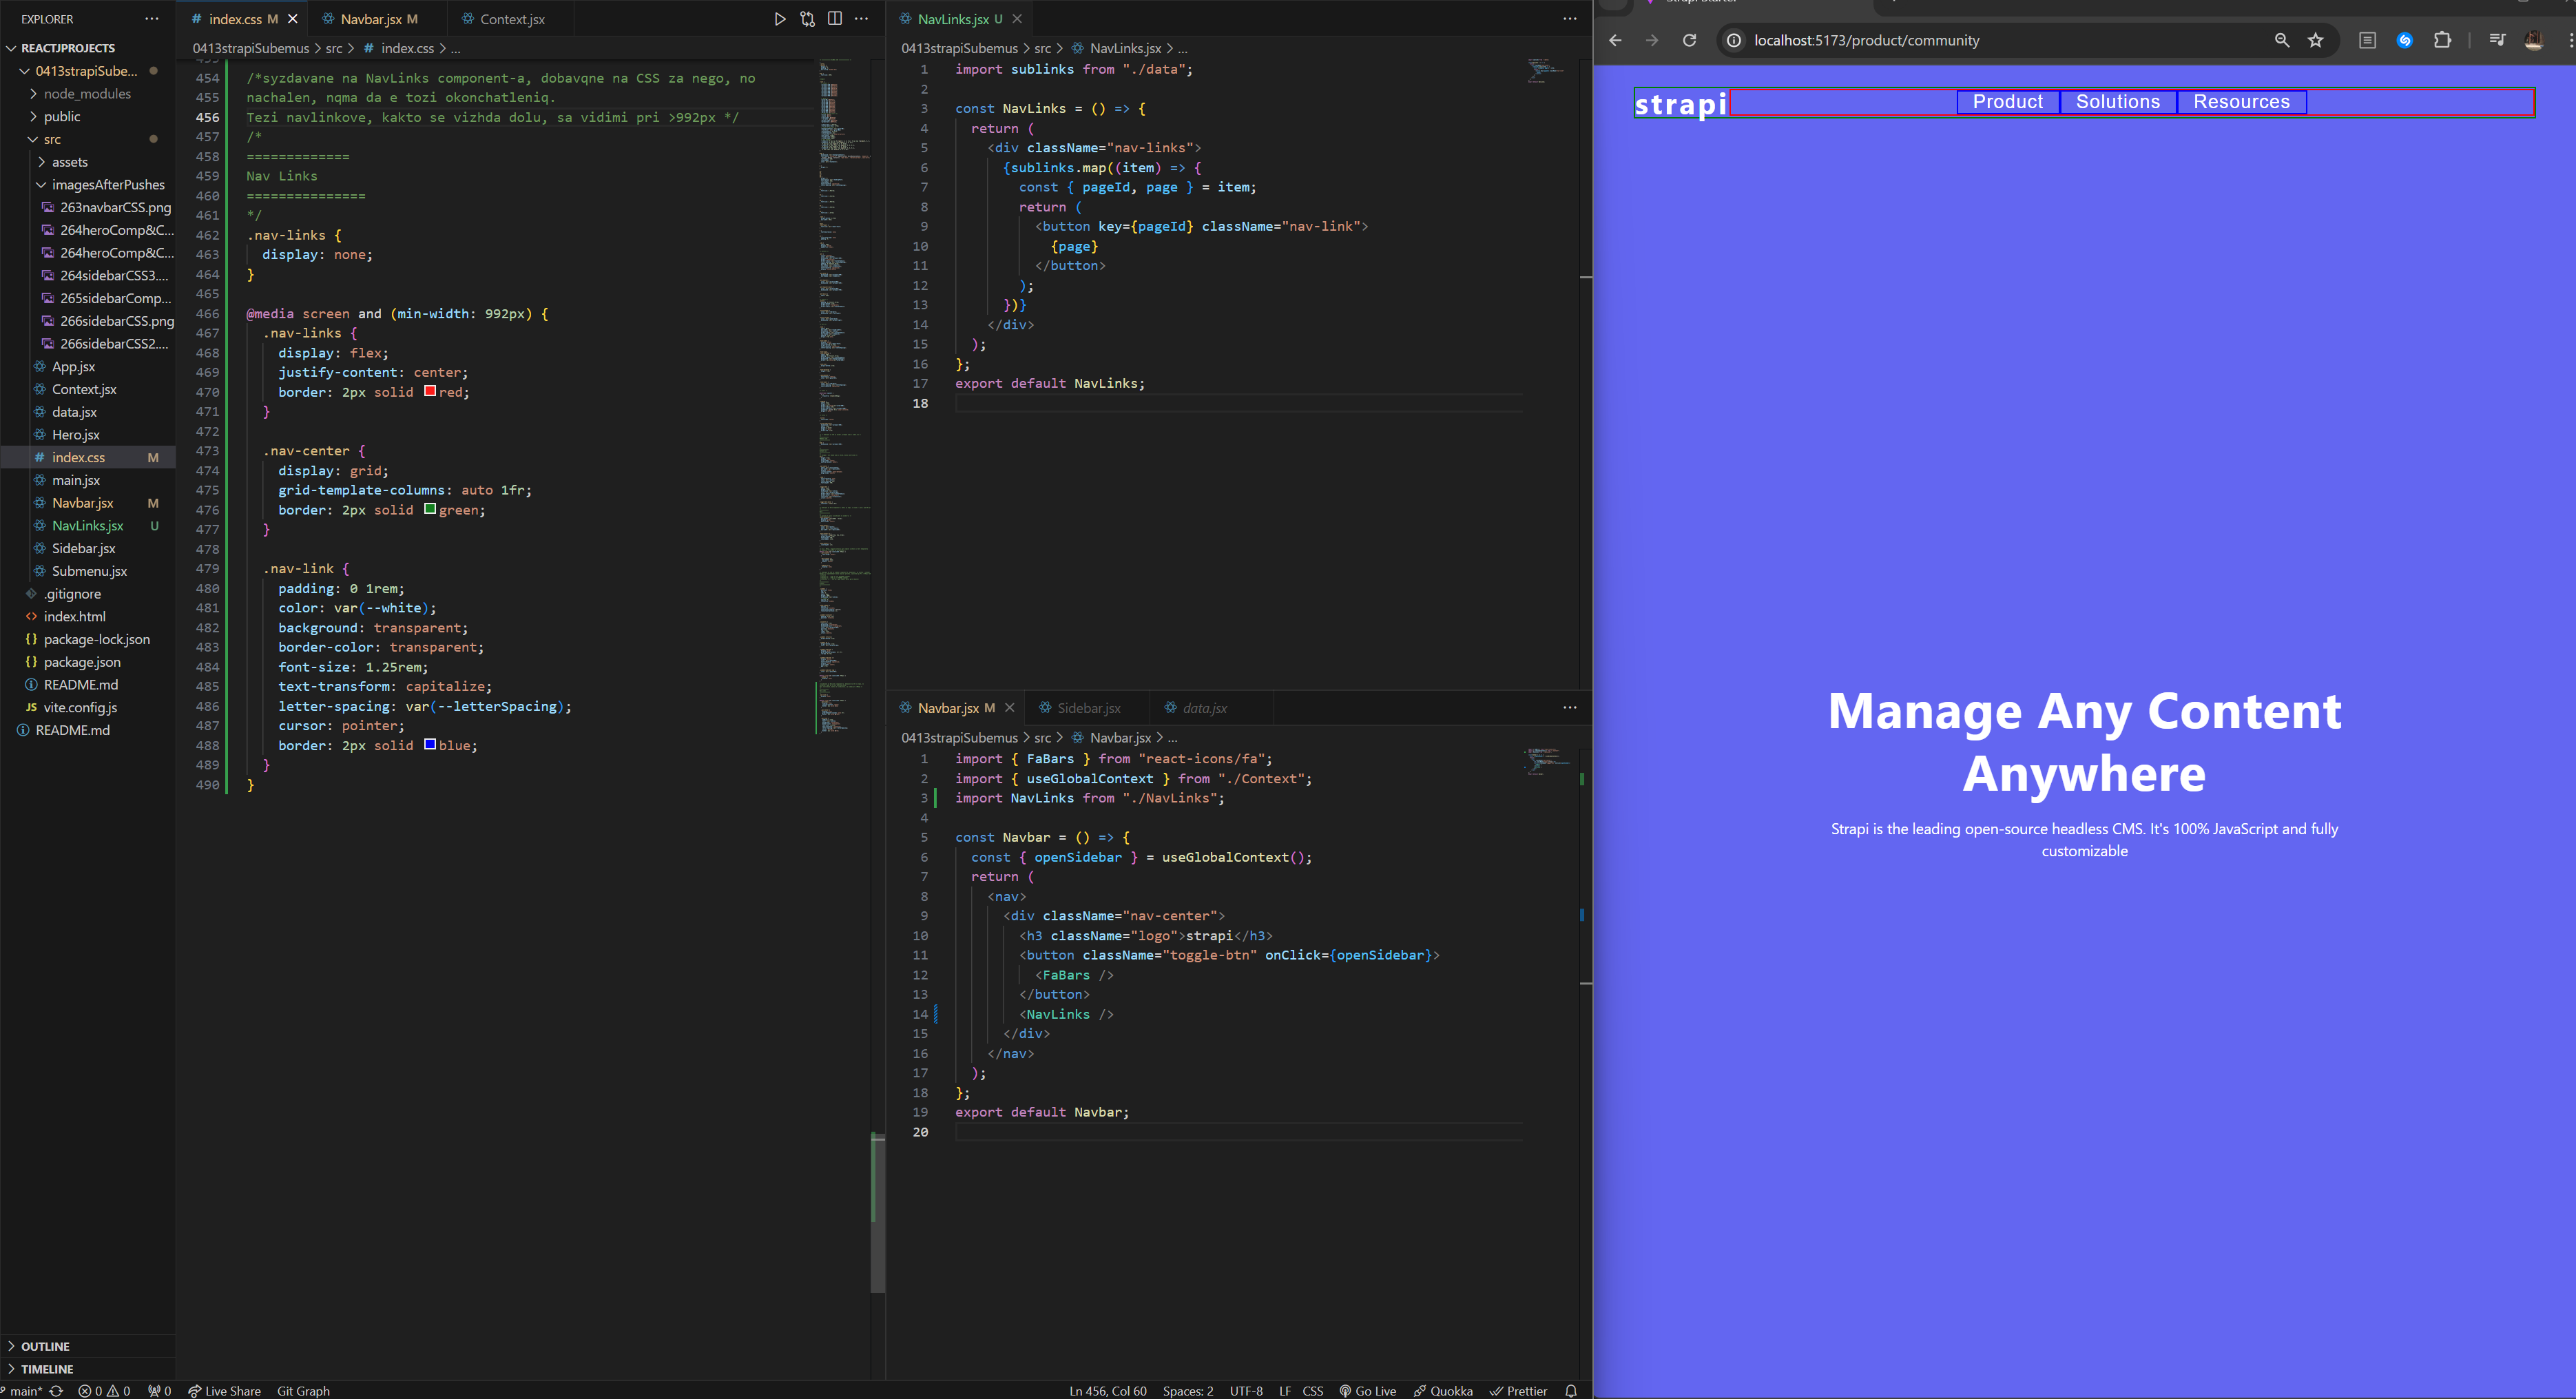 EXPLORER
REACTJPROJECTS
0413strapiSube...
node_modules
public
src
assets
imagesAfterPushes
263navbarCSS.png
264heroComp&C...
264heroComp&C...
264sidebarCSS3....
265sidebarComp...
266sidebarCSS.png
266sidebarCSS2....
App.jsx
Context.jsx
data.jsx
Hero.jsx
index.css M
main.jsx
Navbar.jsx M
NavLinks.jsx U
Sidebar.jsx
Submenu.jsx
.gitignore
index.html
package-lock.json
package.json
README.md
vite.config.js
README.md
OUTLINE
TIMELINE
index.css M
Navbar.jsx M
Context.jsx
0413strapiSubemus > src > # index.css > ...
454 /*syzdavane na NavLinks component-a, dobavqne na CSS za nego, no
455 nachalen, nqma da e tozi okonchatleniq.
456 Tezi navlinkove, kakto se vizhda dolu, sa vidimi pri >992px */
457 /*
458 =============
459 Nav Links
460 ===============
461 */
462 .nav-links {
463 display: none;
464 }
465
466 @media screen and (min-width: 992px) {
467 .nav-links {
468 display: flex;
469 justify-content: center;
470 border: 2px solid red;
471 }
472
473 .nav-center {
474 display: grid;
475 grid-template-columns: auto 1fr;
476 border: 2px solid green;
477 }
478
479 .nav-link {
480 padding: 0 1rem;
481 color: var(--white);
482 background: transparent;
483 border-color: transparent;
484 font-size: 1.25rem;
485 text-transform: capitalize;
486 letter-spacing: var(--letterSpacing);
487 cursor: pointer;
488 border: 2px solid blue;
489 }
490 }
NavLinks.jsx U
0413strapiSubemus > src > NavLinks.jsx > ...
1 import sublinks from "./data";
2
3 const NavLinks = () => {
4 return (
5 <div className="nav-links">
6 {sublinks.map((item) => {
7 const { pageId, page } = item;
8 return (
9 <button key={pageId} className="nav-link">
10 {page}
11 </button>
12 );
13 })}
14 </div>
15 );
16 };
17 export default NavLinks;
18
Navbar.jsx M
Sidebar.jsx
data.jsx
0413strapiSubemus > src > Navbar.jsx > ...
1 import { FaBars } from "react-icons/fa";
2 import { useGlobalContext } from "./Context";
3 import NavLinks from "./NavLinks";
4
5 const Navbar = () => {
6 const { openSidebar } = useGlobalContext();
7 return (
8 <nav>
9 <div className="nav-center">
10 <h3 className="logo">strapi</h3>
11 <button className="toggle-btn" onClick={openSidebar}>
12 <FaBars />
13 </button>
14 <NavLinks />
15 </div>
16 </nav>
17 );
18 };
19 export default Navbar;
20
main* 0 0 0 Live Share Git Graph
Ln 456, Col 60 Spaces: 2 UTF-8 LF CSS Go Live Quokka Prettier
localhost:5173/product/community
strapi
Product Solutions Resources
Manage Any Content
Anywhere
Strapi is the leading open-source headless CMS. It's 100% JavaScript and fully
customizable